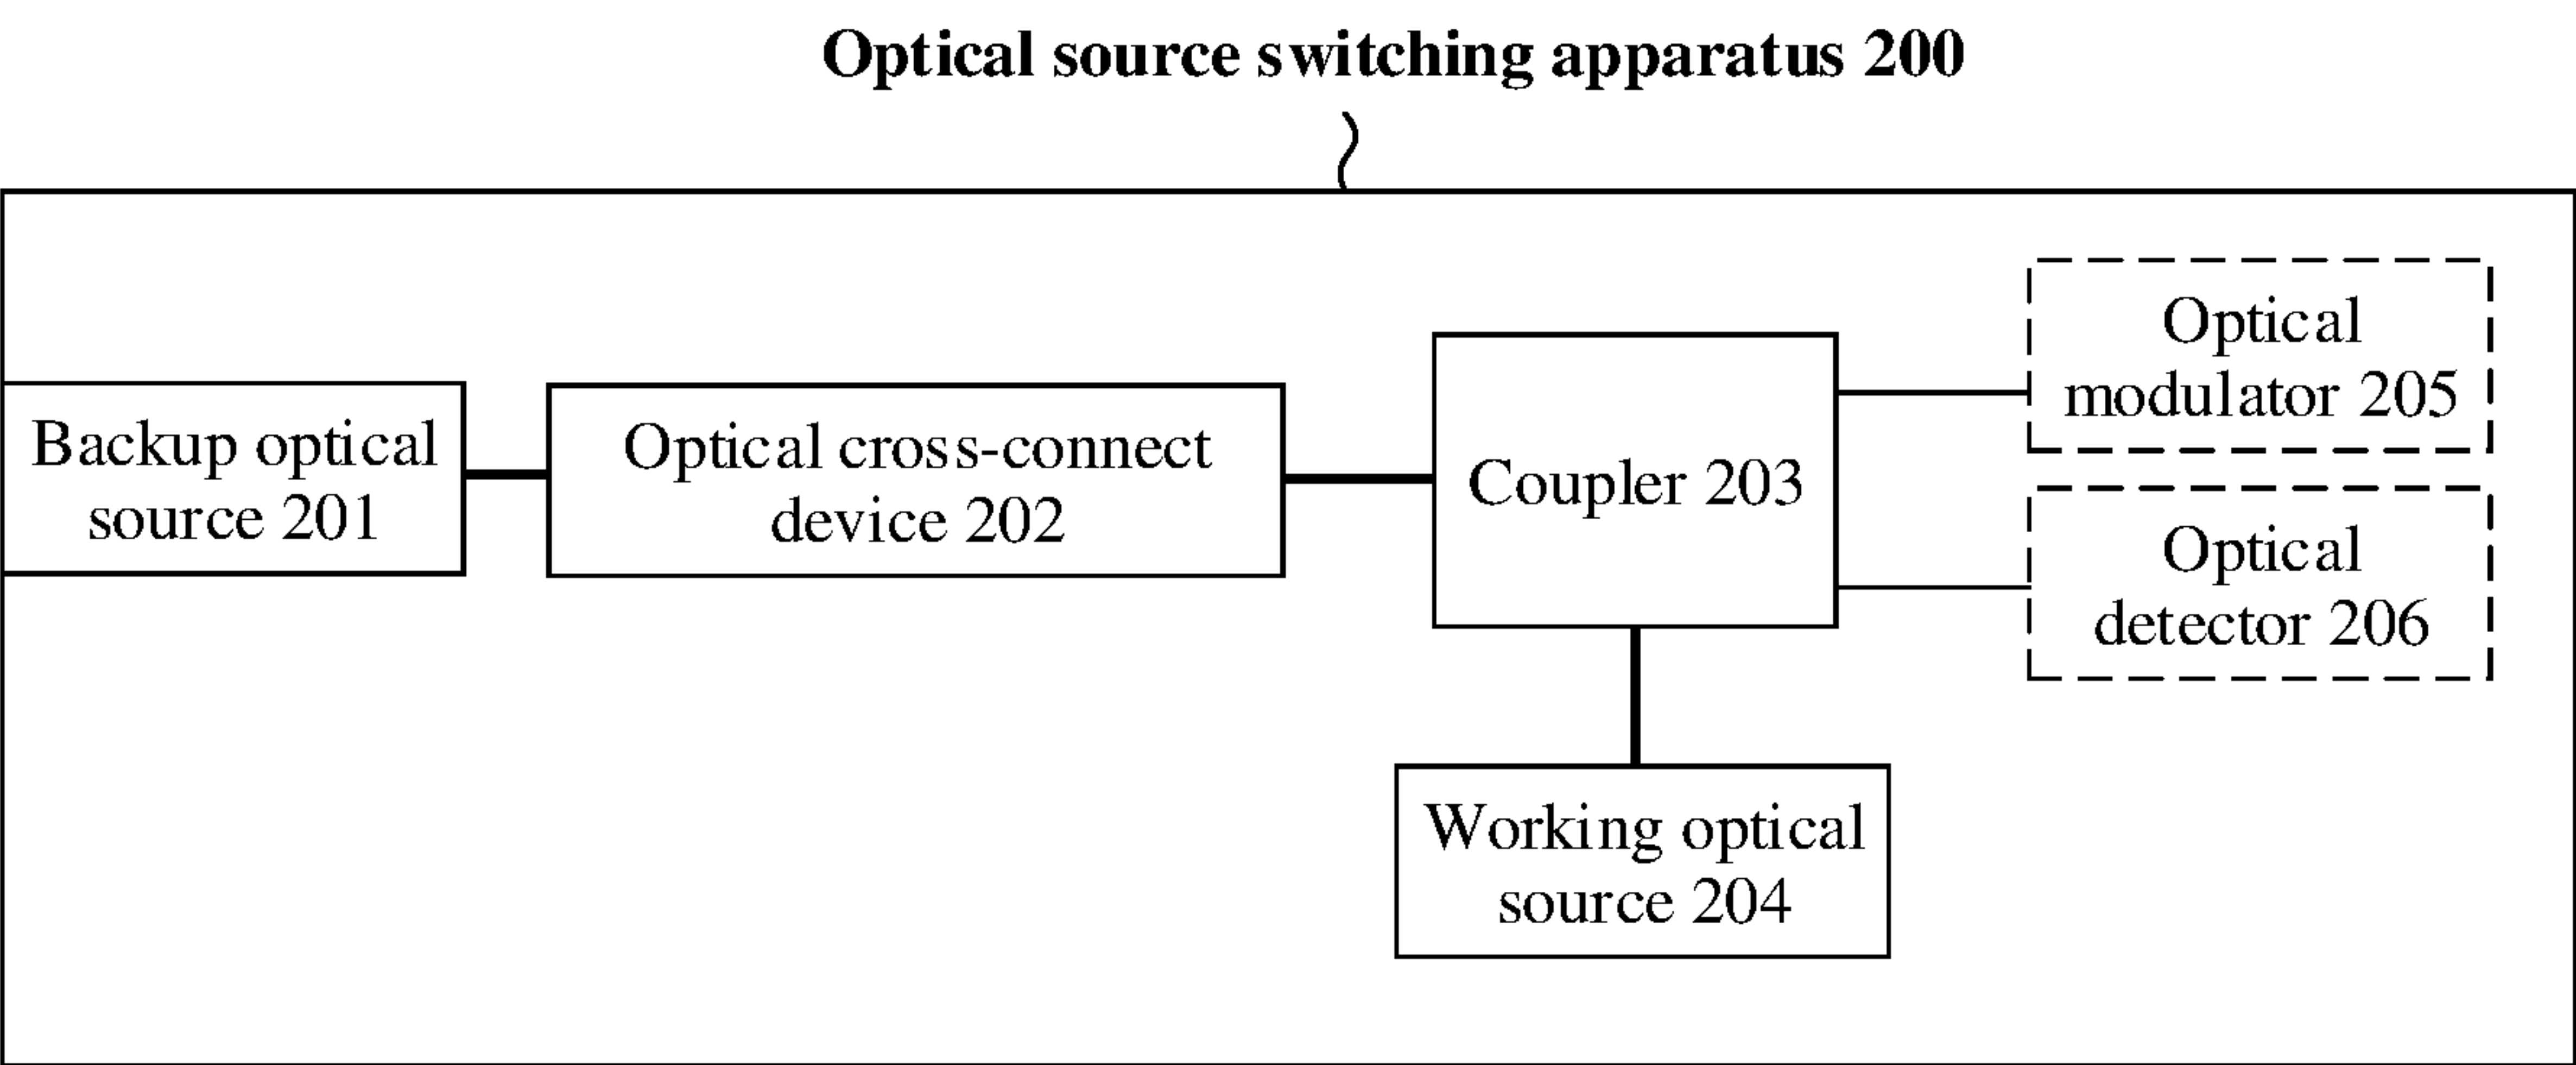 Optical source switching apparatus 200
Backup optical
source 201
Optical cross-connect
device 202
Coupler 203
Optical
modulator 205
Optical
detector 206
Working optical
source 204